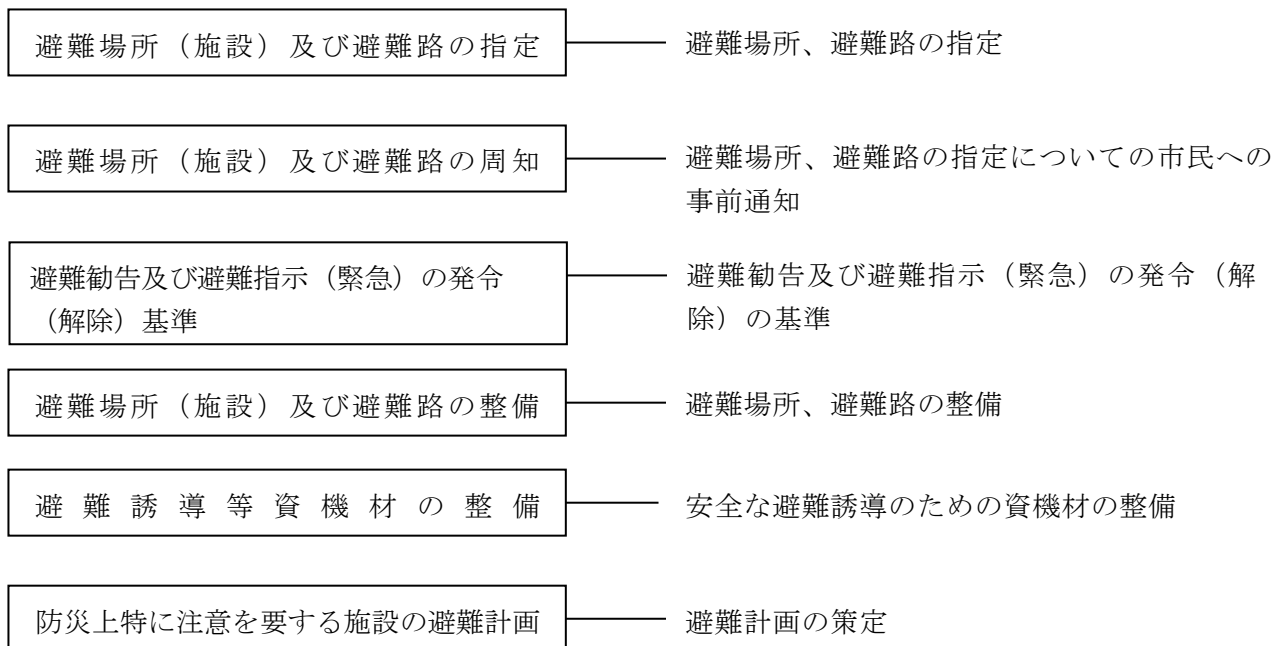 避難場所（施設）及び避難路の指定
避難場所、避難路の指定
避難場所（施設）及び避難路の周知
避難場所、避難路の指定についての市民への
事前通知
避難勧告及び避難指示（緊急）の発令
（解除）基準
避難勧告及び避難指示（緊急）の発令（解
除）の基準
避難場所（施設）及び避難路の整備
避難場所、避難路の整備
避難誘導等資機材の整備
安全な避難誘導のための資機材の整備
防災上特に注意を要する施設の避難計画
避難計画の策定